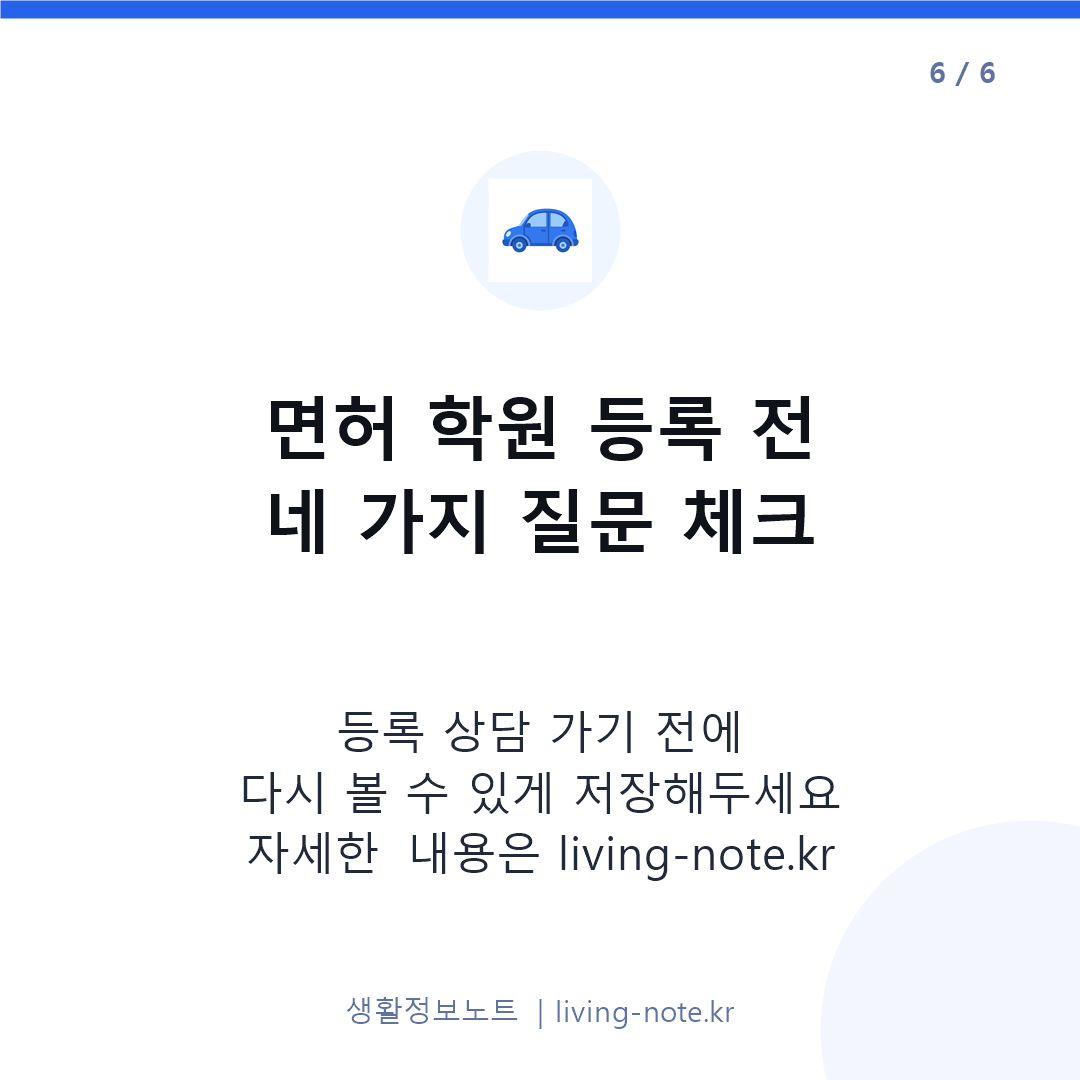 6 / 6
면허 학원 등록 전
네 가지 질문 체크
등록 상담 가기 전에
다시 볼 수 있게 저장해두세요
자세한 내용은 living-note.kr
생활정보노트 | living-note.kr